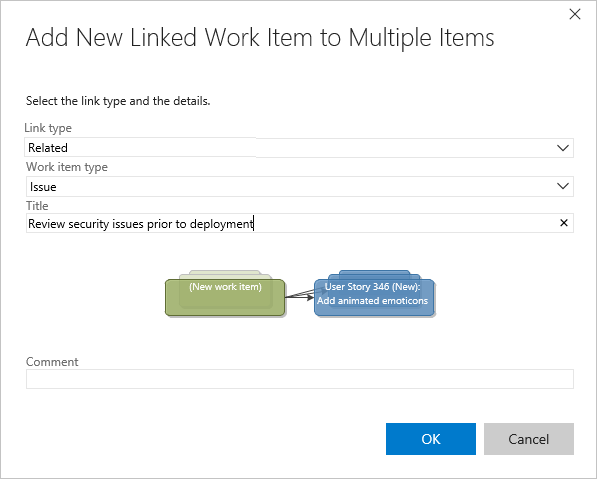 Add New Linked Work Item to Multiple Items
Select the link type and the details.
Link type
Related
Work item type
Issue
Title
Review security issues prior to deployment
(New work item)
User Story 346 (New):
Add animated emoticons
Comment
OK
Cancel